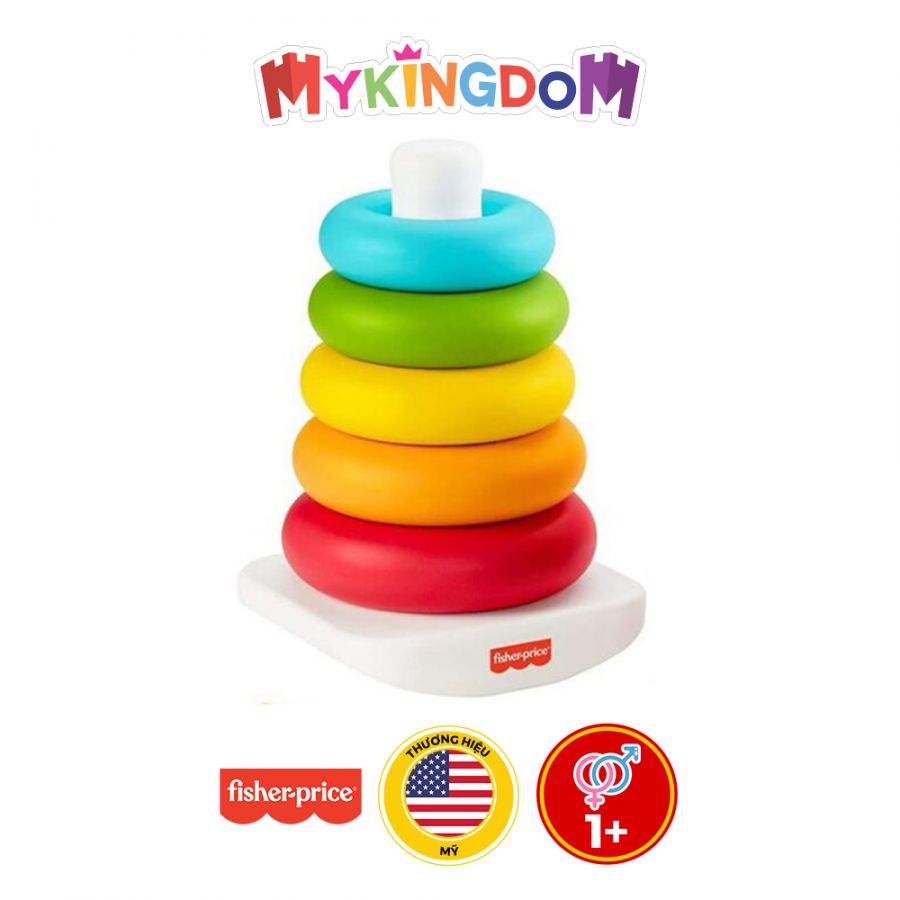 MYKINGDOM
fisher-price
fisher-price
THƯƠNG HIỆU
MỸ
1+